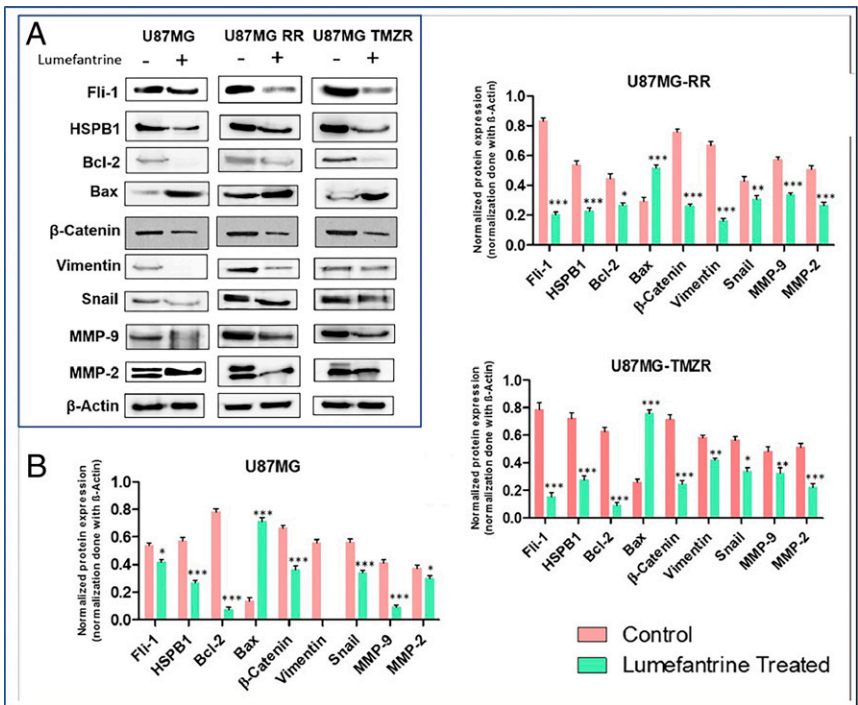 A
U87MG U87MG RR U87MG TMZR
Lumefantrine - + - + - +
Fli-1
HSPB1
Bcl-2
Bax
β-Catenin
Vimentin
Snail
MMP-9
MMP-2
β-Actin
U87MG-RR
Normalized protein expression
(normalization done with ß-Actin)
1.0
0.8
0.6
0.4
0.2
0.0
*** *** * *** *** *** ** *** ***
Fli-1 HSPB1 Bcl-2 Bax β-Catenin Vimentin Snail MMP-9 MMP-2
U87MG-TMZR
Normalized protein expression
(normalization done with ß-Actin)
1.0
0.8
0.6
0.4
0.2
0.0
*** *** *** *** *** ** * ** ***
Fli-1 HSPB1 Bcl-2 Bax β-Catenin Vimentin Snail MMP-9 MMP-2
B
U87MG
Normalized protein expression
(normalization done with ß-Actin)
1.0
0.8
0.6
0.4
0.2
0.0
* *** *** *** *** *** *** *
Fli-1 HSPB1 Bcl-2 Bax β-Catenin Vimentin Snail MMP-9 MMP-2
Control
Lumefantrine Treated